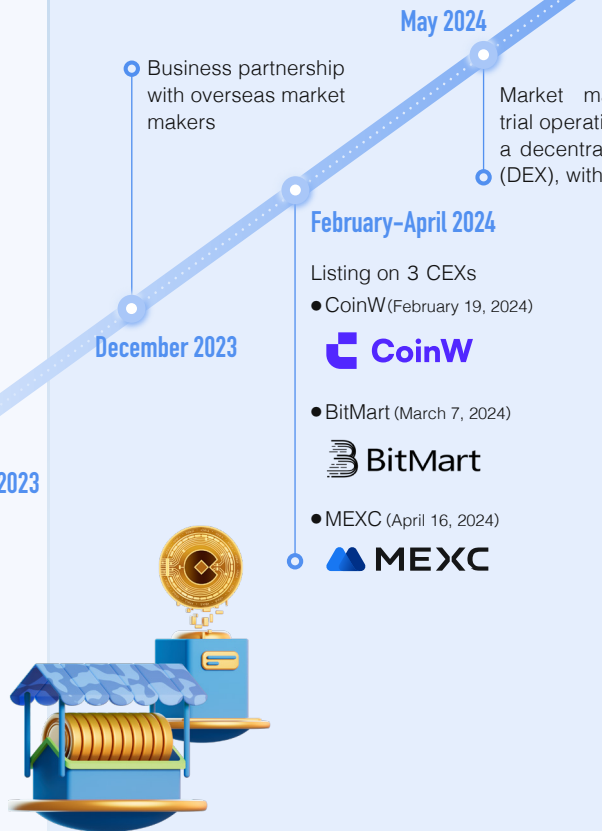 May 2024
Business partnership
with overseas market
makers
Market
trial
a
(DEX), with
February-April 2024
Listing on 3 CEXs
●CoinW(February 19, 2024)
CoinW
December 2023
●BitMart (March 7, 2024)
BitMart
2023
●MEXC (April 16, 2024)
MEXC